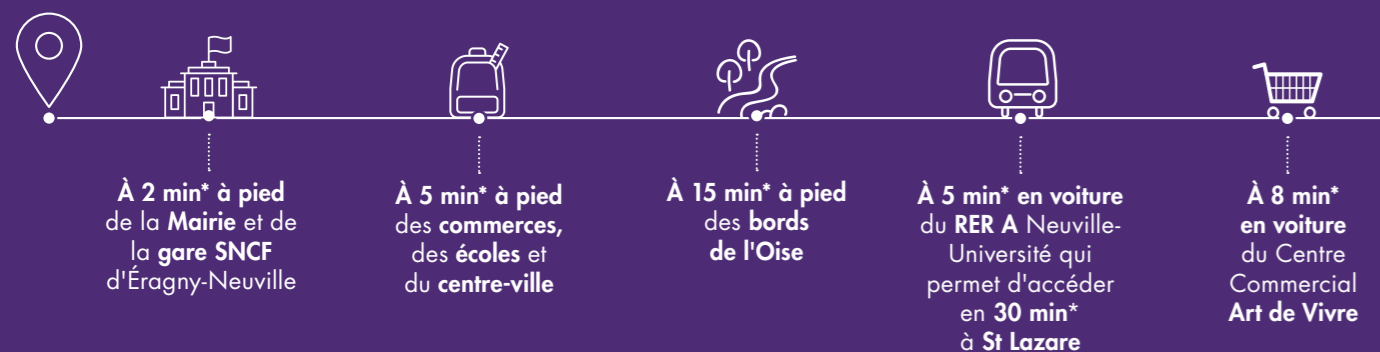 À 2 min* à pied
de la Mairie et de
la gare SNCF
d'Éragny-Neuville
À 5 min* à pied
des commerces,
des écoles et
du centre-ville
À 15 min* à pied
des bords
de l'Oise
À 5 min* en voiture
du RER A Neuville-
Université qui
permet d'accéder
en 30 min*
à St Lazare
À 8 min*
en voiture
du Centre
Commercial
Art de Vivre